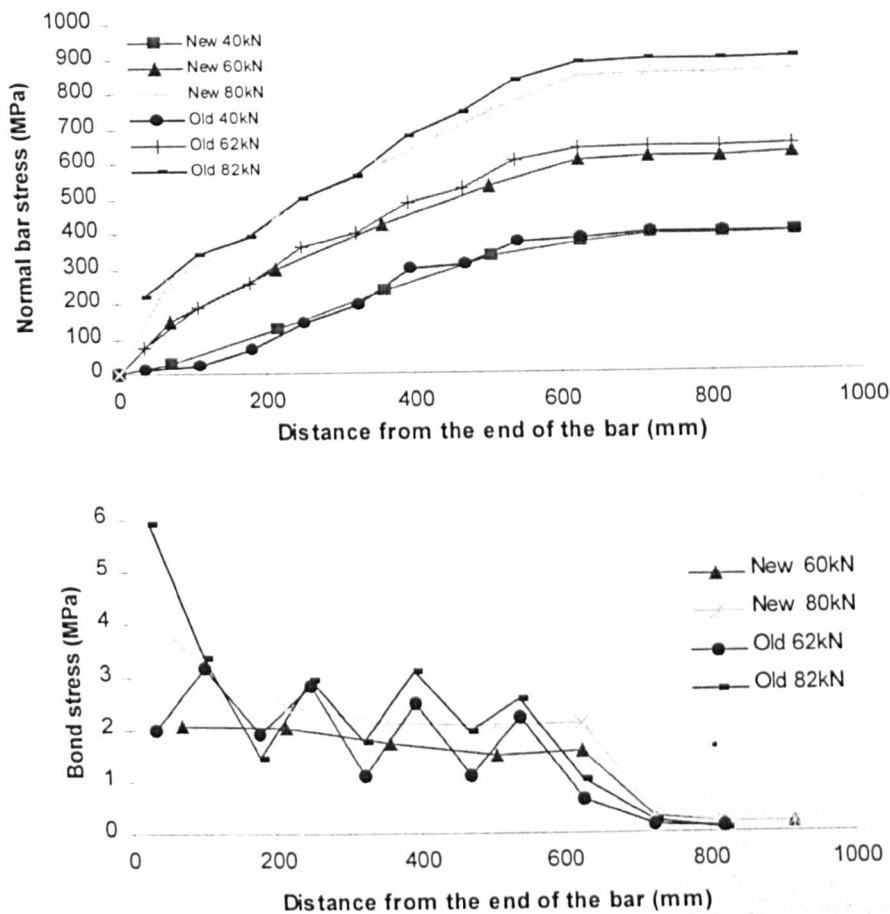 1000
900
800
700
600
500
400
300
200
100
0
Normal bar stress (MPa)
New 40kN
New 60kN
New 80kN
Old 40kN
Old 62kN
Old 82kN
0 200 400 600 800 1000
Distance from the end of the bar (mm)
6
5
4
3
2
1
0
Bond stress (MPa)
New 60kN
New 80kN
Old 62kN
Old 82kN
0 200 400 600 800 1000
Distance from the end of the bar (mm)